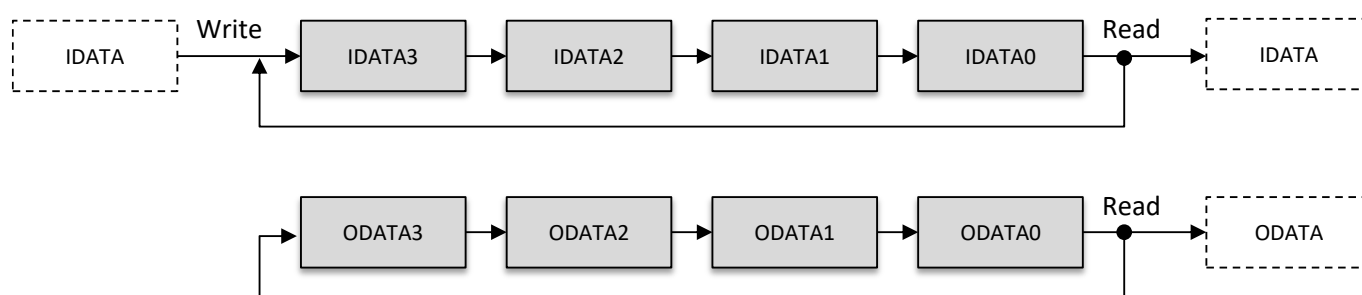 Write
Read
IDATA
IDATA3
IDATA2
IDATA1
IDATA0
IDATA
Read
ODATA3
ODATA2
ODATA1
ODATA0
ODATA